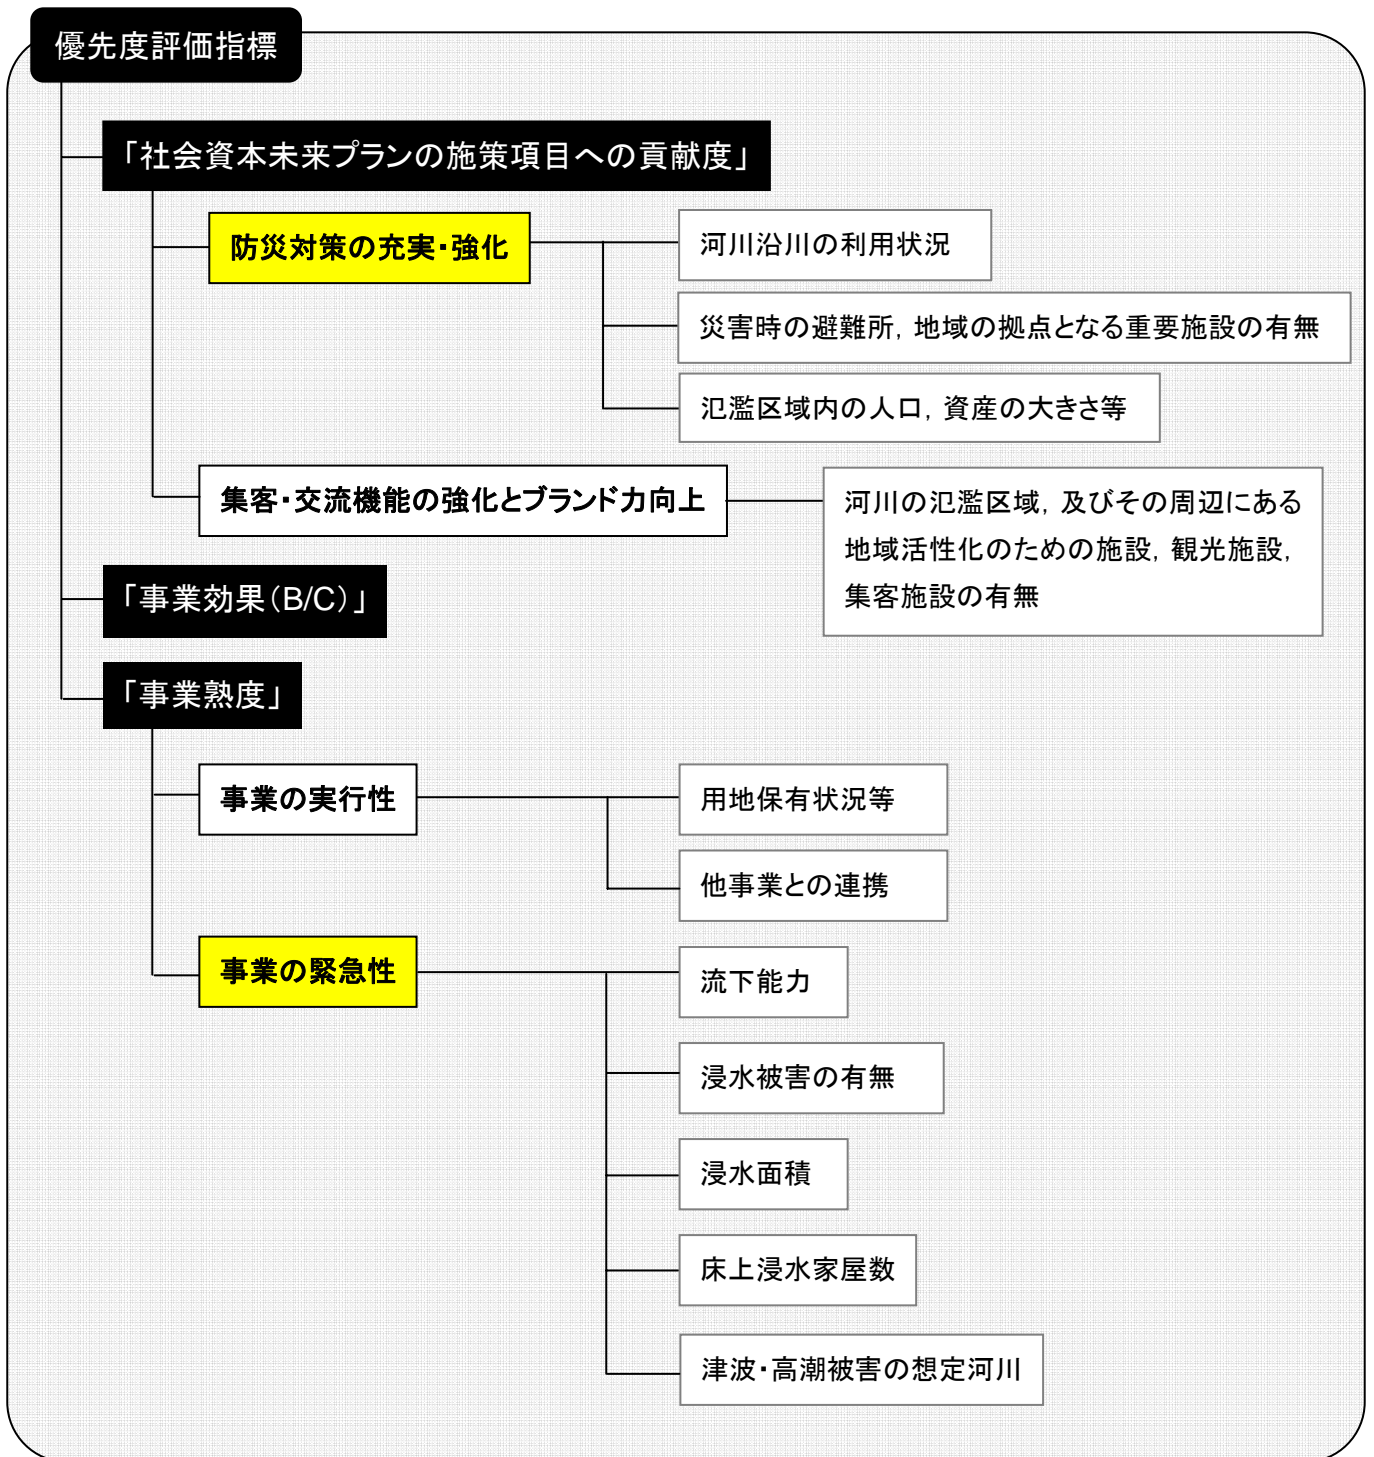 優先度評価指標
「社会資本未来プランの施策項目への貢献度」
防災対策の充実・強化
河川沿川の利用状況
災害時の避難所，地域の拠点となる重要施設の有無
氾濫区域内の人口，資産の大きさ等
集客・交流機能の強化とブランド力向上
河川の氾濫区域，及びその周辺にある
地域活性化のための施設，観光施設，
集客施設の有無
「事業効果（B/C）」
「事業熟度」
事業の実行性
用地保有状況等
他事業との連携
事業の緊急性
流下能力
浸水被害の有無
浸水面積
床上浸水家屋数
津波・高潮被害の想定河川